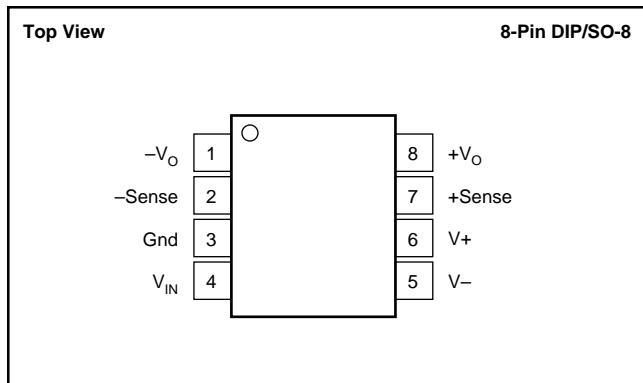 Top View 8-Pin DIP/SO-8
–V_O 1 8 +V_O
–Sense 2 7 +Sense
Gnd 3 6 V+
V_IN 4 5 V–